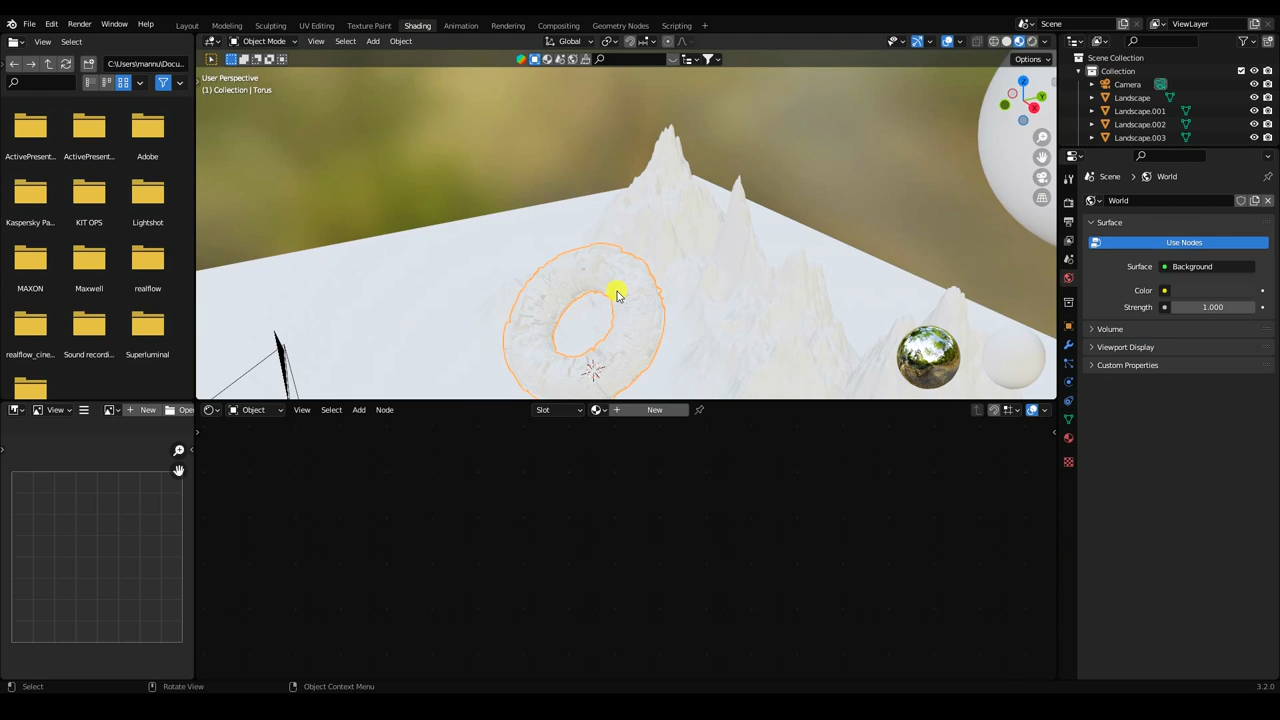 File Edit Render Window Help Layout Modeling Sculpting UV Editing Texture Paint Shading Animation Rendering Compositing Geometry Nodes Scripting + Scene ViewLayer
View Select Object Mode View Select Add Object Global
C:\Users\mannu\Docu... Options
User Perspective
(1) Collection | Torus
Scene Collection
Collection
Camera
Landscape
Landscape.001
Landscape.002
Landscape.003
ActivePresent... ActivePresent... Adobe
Kaspersky Pa... KIT OPS Lightshot
MAXON Maxwell realflow
realflow_cine... Sound recordi... Superluminal
X
Y
Z
Scene World
World
Surface
Use Nodes
Surface Background
Color
Strength 1.000
Volume
Viewport Display
Custom Properties
View New Ope
Object View Select Add Node Slot New
Select Rotate View Object Context Menu 3.2.0